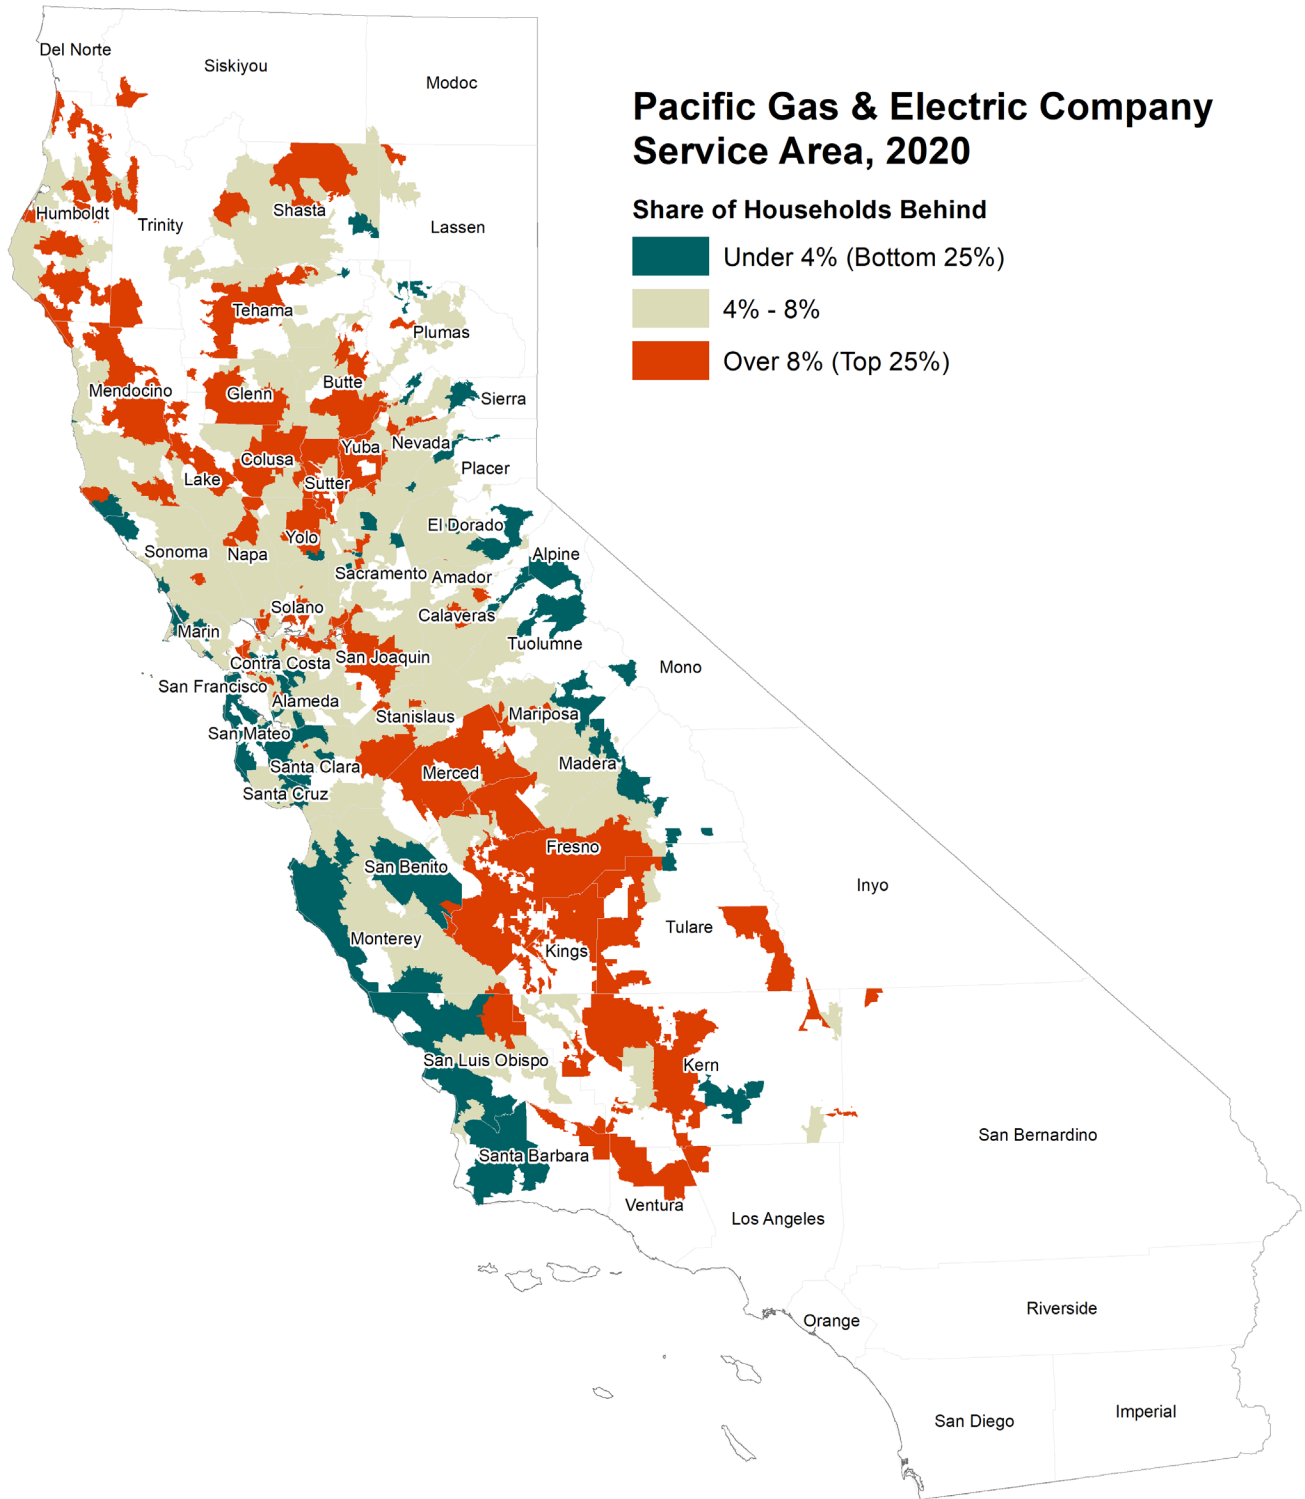 Pacific Gas & Electric Company
Service Area, 2020
Share of Households Behind
Under 4% (Bottom 25%)
4% - 8%
Over 8% (Top 25%)
Del Norte
Siskiyou
Modoc
Humboldt
Trinity
Shasta
Lassen
Tehama
Plumas
Mendocino
Glenn
Butte
Sierra
Colusa
Yuba
Nevada
Lake
Sutter
Placer
Sonoma
Napa
Yolo
El Dorado
Alpine
Sacramento
Amador
Solano
Calaveras
Marin
Tuolumne
Contra Costa
San Joaquin
Mono
San Francisco
Alameda
Stanislaus
Mariposa
San Mateo
Santa Clara
Merced
Madera
Santa Cruz
Fresno
San Benito
Inyo
Monterey
Kings
Tulare
San Luis Obispo
Kern
San Bernardino
Santa Barbara
Ventura
Los Angeles
Orange
Riverside
San Diego
Imperial